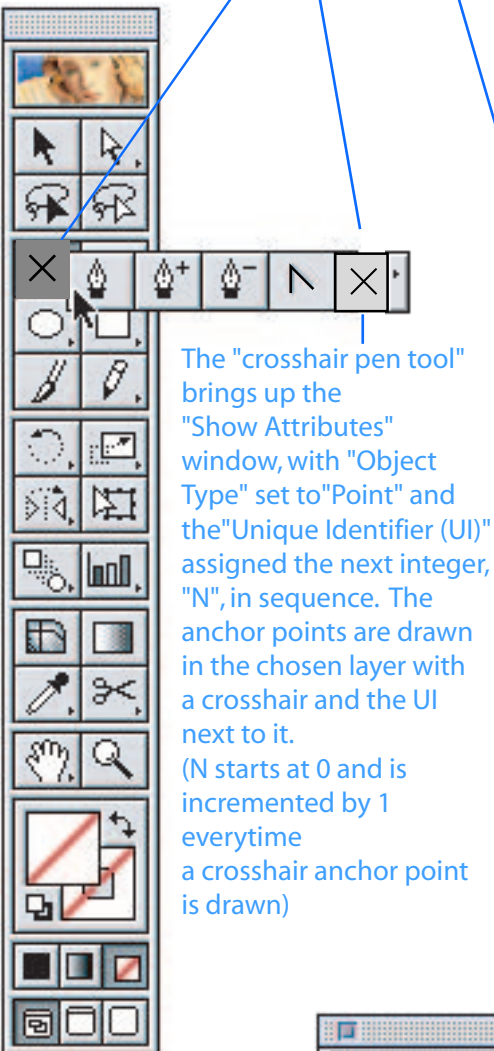 The "crosshair pen tool"
brings up the
"Show Attributes"
window, with "Object
Type" set to"Point" and
the"Unique Identifier (UI)"
assigned the next integer,
"N", in sequence.  The
anchor points are drawn
in the chosen layer with
a crosshair and the UI
next to it.
(N starts at 0 and is
incremented by 1
everytime
a crosshair anchor point
is drawn)